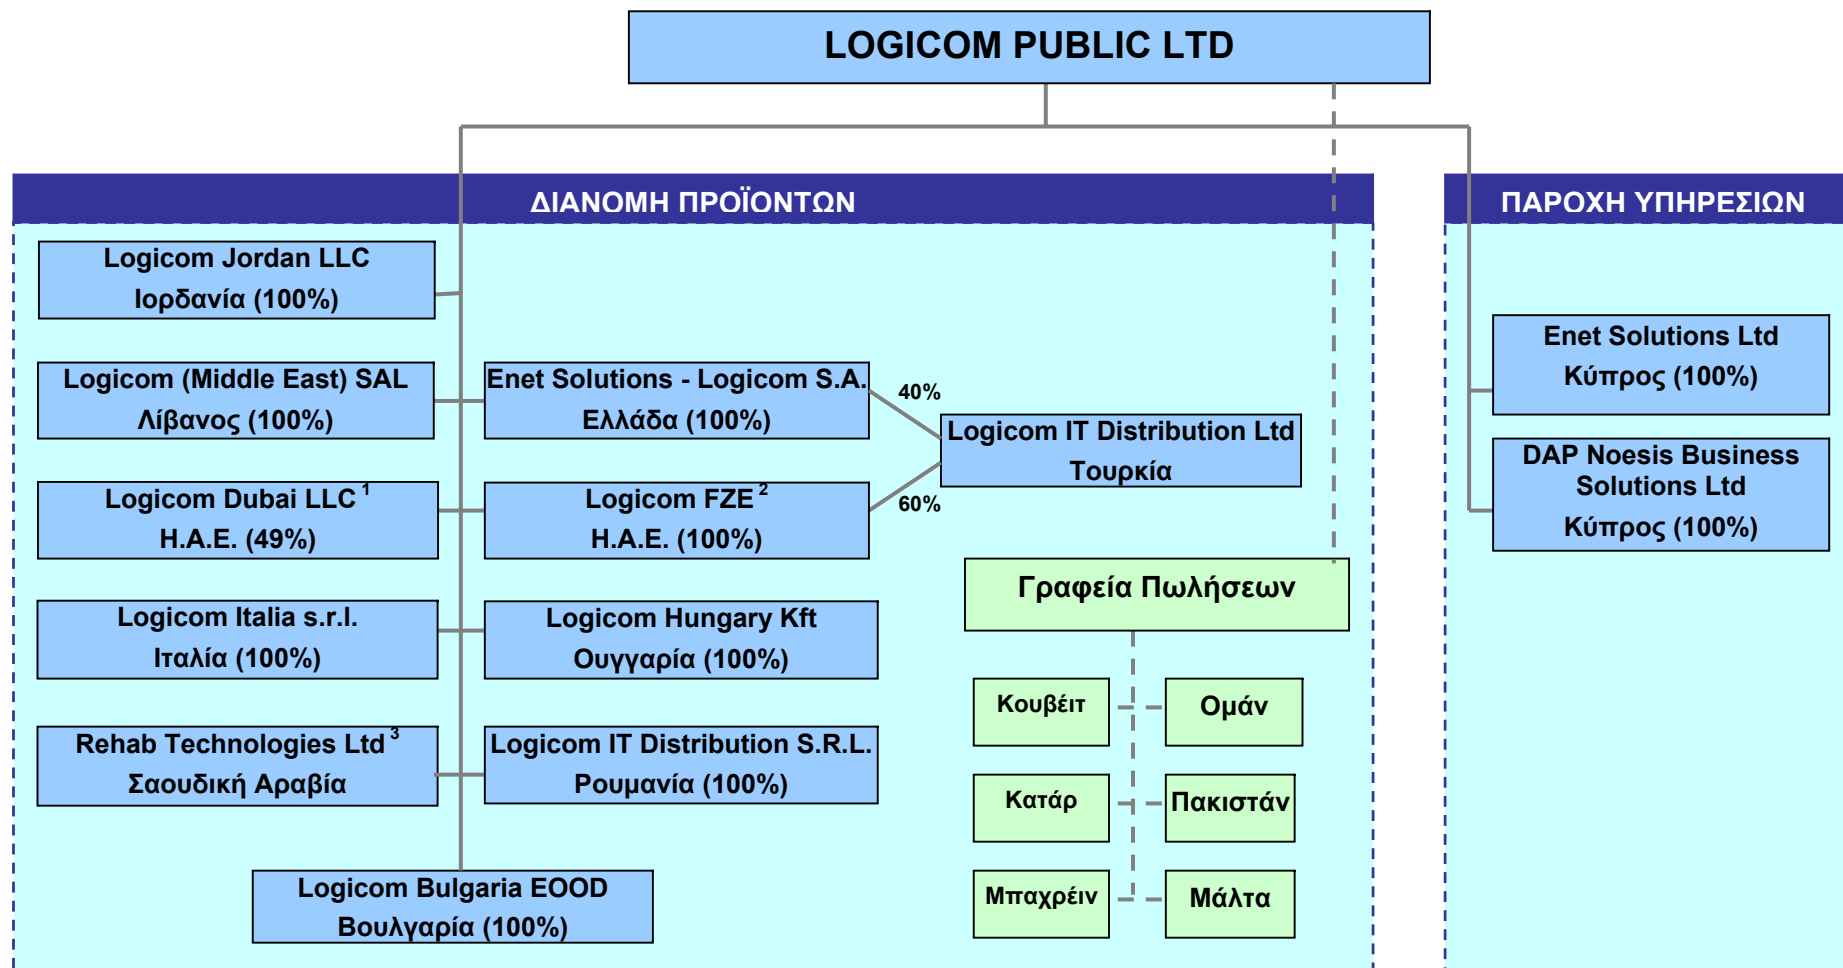 LOGICOM PUBLIC LTD
ΔΙΑΝΟΜΗ ΠΡΟΪΟΝΤΩΝ
Logicom Jordan LLC
Ιορδανία (100%)
Logicom (Middle East) SAL
Λίβανος (100%)
Enet Solutions - Logicom S.A.
Ελλάδα (100%)
40%
Logicom IT Distribution Ltd
Τουρκία
60%
Logicom Dubai LLC 1
Η.Α.Ε. (49%)
Logicom FZE 2
Η.Α.Ε. (100%)
Logicom Italia s.r.l.
Ιταλία (100%)
Logicom Hungary Kft
Ουγγαρία (100%)
Rehab Technologies Ltd 3
Σαουδική Αραβία
Logicom IT Distribution S.R.L.
Ρουμανία (100%)
Logicom Bulgaria EOOD
Βουλγαρία (100%)
Γραφεία Πωλήσεων
Κουβέιτ
Ομάν
Κατάρ
Πακιστάν
Μπαχρέιν
Μάλτα
ΠΑΡΟΧΗ ΥΠΗΡΕΣΙΩΝ
Enet Solutions Ltd
Κύπρος (100%)
DAP Noesis Business
Solutions Ltd
Κύπρος (100%)